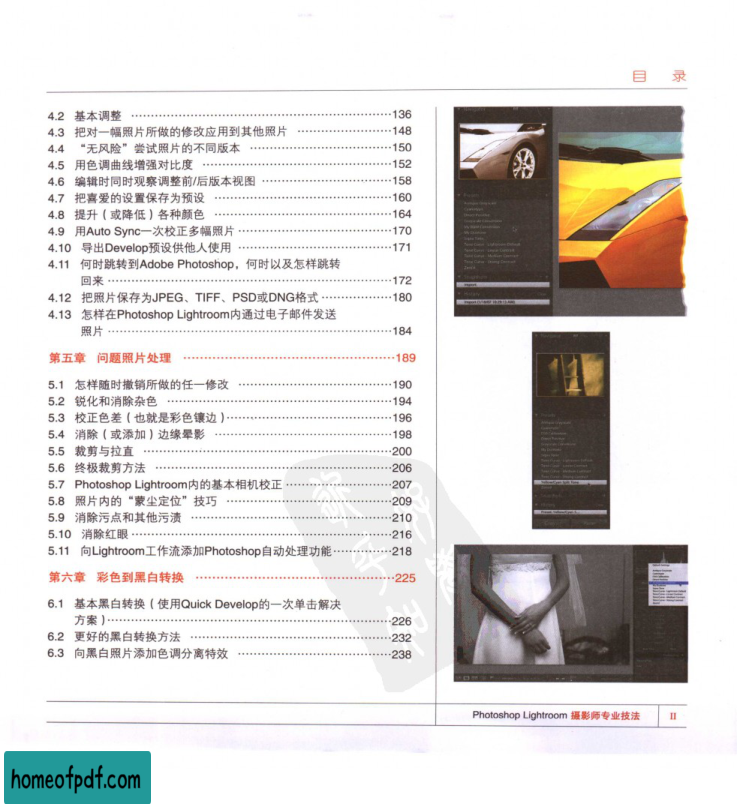 目 录
4.2 基本调整 ························136
4.3 把对一幅照片所做的修改应用到其他照片 ············148
4.4 “无风险”尝试照片的不同版本 ············150
4.5 用色调曲线增强对比度 ············152
4.6 编辑时同时观察调整前/后版本视图 ············158
4.7 把喜爱的设置保存为预设 ············160
4.8 提升（或降低）各种颜色 ············164
4.9 用Auto Sync一次校正多幅照片 ············170
4.10 导出Develop预设供他人使用 ············171
4.11 何时跳转到Adobe Photoshop，何时以及怎样跳转
回来 ············172
4.12 把照片保存为JPEG、TIFF、PSD或DNG格式 ············180
4.13 怎样在Photoshop Lightroom内通过电子邮件发送
照片 ············184
第五章 问题照片处理 ············189
5.1 怎样随时撤销所做的任一修改 ············190
5.2 锐化和消除杂色 ············194
5.3 校正色差（也就是彩色镶边） ············196
5.4 消除（或添加）边缘晕影 ············198
5.5 裁剪与拉直 ············200
5.6 终极裁剪方法 ············206
5.7 Photoshop Lightroom内的基本相机校正 ············207
5.8 照片内的“蒙尘定位”技巧 ············209
5.9 消除污点和其他污渍 ············210
5.10 消除红眼 ············216
5.11 向Lightroom工作流添加Photoshop自动处理功能 ············218
第六章 彩色到黑白转换 ············225
6.1 基本黑白转换（使用Quick Develop的一次单击解决
方案） ············226
6.2 更好的黑白转换方法 ············232
6.3 向黑白照片添加色调分离特效 ············238
Photoshop Lightroom 摄影师专业技法 II
homeofpdf.com